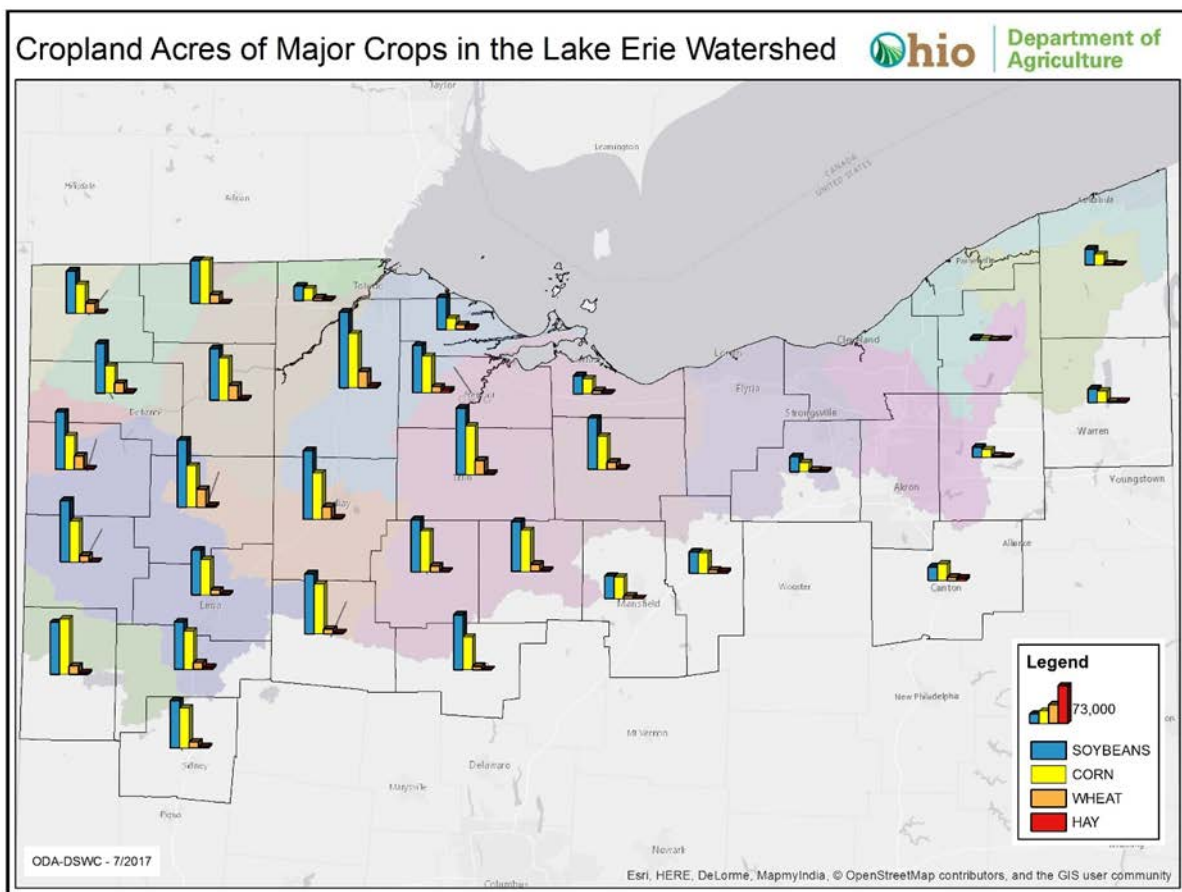 Cropland Acres of Major Crops in the Lake Erie Watershed
Ohio
Department of
Agriculture
Taylor
Leamington
CANADA
UNITED STATES
Hillsdale
Adrian
Ashtabula
Painesville
Toledo
Cleveland
Lorain
Elyria
Strongsville
Fremont
Defiance
Warren
Youngstown
Akron
Alliance
Lima
Mansfield
Wooster
Canton
New Philadelphia
Mt Vernon
Sidney
Delaware
Marysville
Piqua
Newark
Columbus
Legend
73,000
SOYBEANS
CORN
WHEAT
HAY
ODA-DSWC - 7/2017
Esri, HERE, DeLorme, MapmyIndia, © OpenStreetMap contributors, and the GIS user community